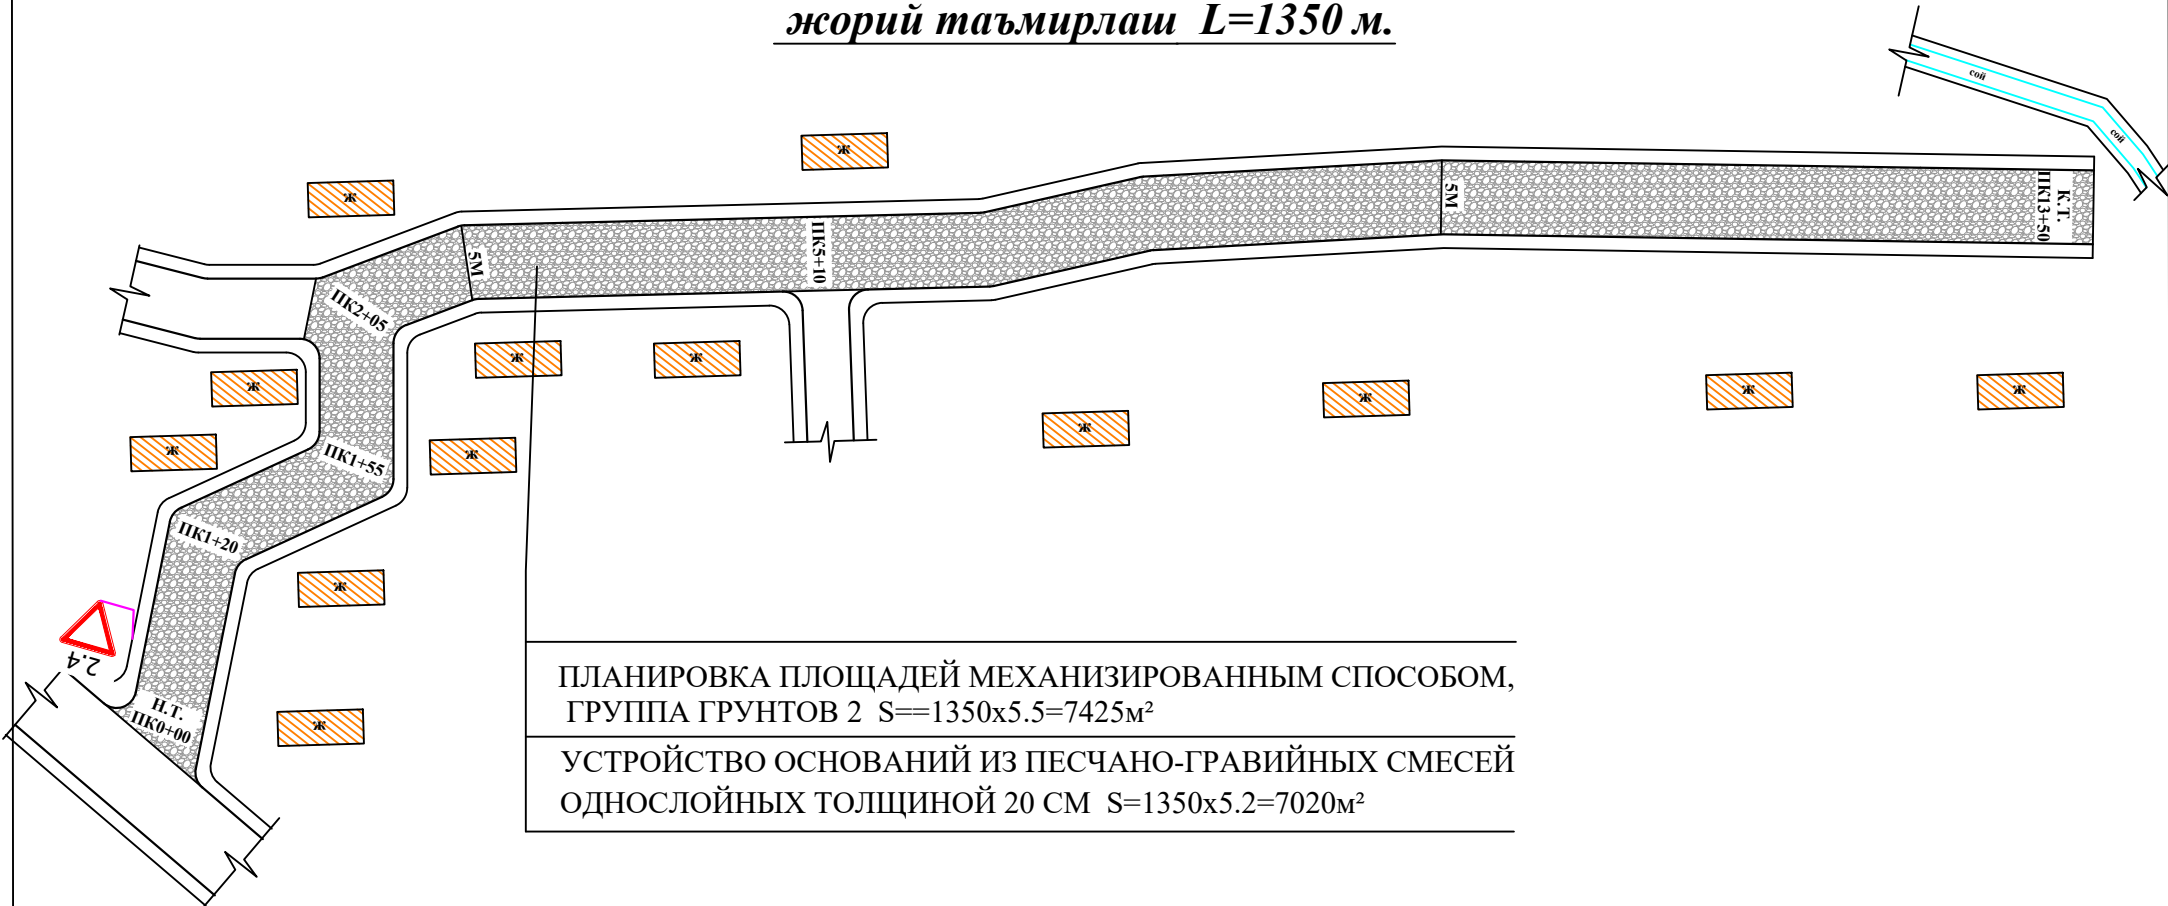 жорий таъмирлаш L=1350 м.
сой
сой
ж
ж
5М
ПК5+10
5М
К.Т.
ПК13+50
ПК2+05
ж
ж
ж
ж
ж
ж
ж
ж
ж
ж
ПК1+55
ПК1+20
ж
2.4
Н.Т.
ПК0+00
ж
ПЛАНИРОВКА ПЛОЩАДЕЙ МЕХАНИЗИРОВАННЫМ СПОСОБОМ,
ГРУППА ГРУНТОВ 2 S==1350х5.5=7425м²
УСТРОЙСТВО ОСНОВАНИЙ ИЗ ПЕСЧАНО-ГРАВИЙНЫХ СМЕСЕЙ
ОДНОСЛОЙНЫХ ТОЛЩИНОЙ 20 СМ S=1350х5.2=7020м²